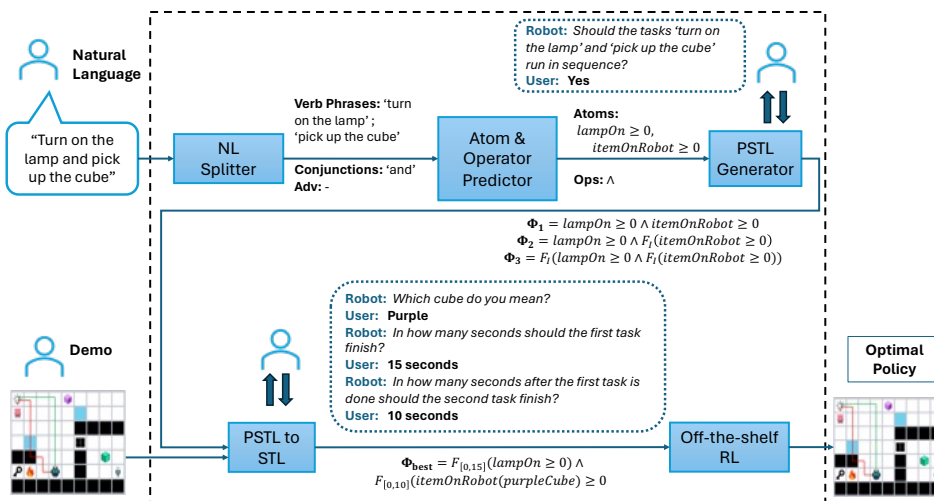 Natural
Language
"Turn on the
lamp and pick
up the cube"
NL
Splitter
Verb Phrases: 'turn
on the lamp' ;
'pick up the cube'
Conjunctions: 'and'
Adv: -
Atom &
Operator
Predictor
Robot: Should the tasks 'turn on
the lamp' and 'pick up the cube'
run in sequence?
User: Yes
Atoms:
lampOn ≥ 0,
itemOnRobot ≥ 0
Ops: ∧
PSTL
Generator
Φ₁ = lampOn ≥ 0 ∧ itemOnRobot ≥ 0
Φ₂ = lampOn ≥ 0 ∧ F_I(itemOnRobot ≥ 0)
Φ₃ = F_I(lampOn ≥ 0 ∧ F_I(itemOnRobot ≥ 0))
Demo
Robot: Which cube do you mean?
User: Purple
Robot: In how many seconds should the first task
finish?
User: 15 seconds
Robot: In how many seconds after the first task is
done should the second task finish?
User: 10 seconds
PSTL to
STL
Φ_best = F_[0,15](lampOn ≥ 0) ∧
F_[0,10](itemOnRobot(purpleCube) ≥ 0
Off-the-shelf
RL
Optimal
Policy